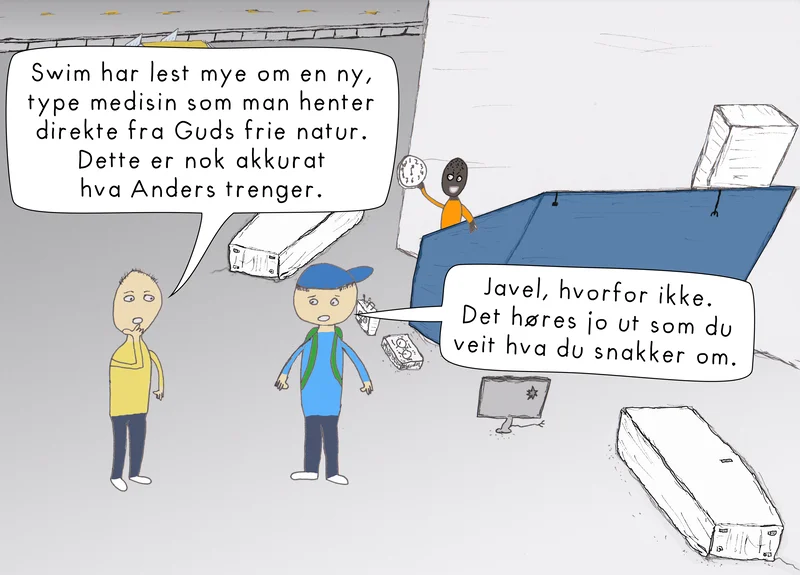 Swim har lest mye om en ny,
type medisin som man henter
direkte fra Guds frie natur.
Dette er nok akkurat
hva Anders trenger.
Javel, hvorfor ikke.
Det høres jo ut som du
veit hva du snakker om.